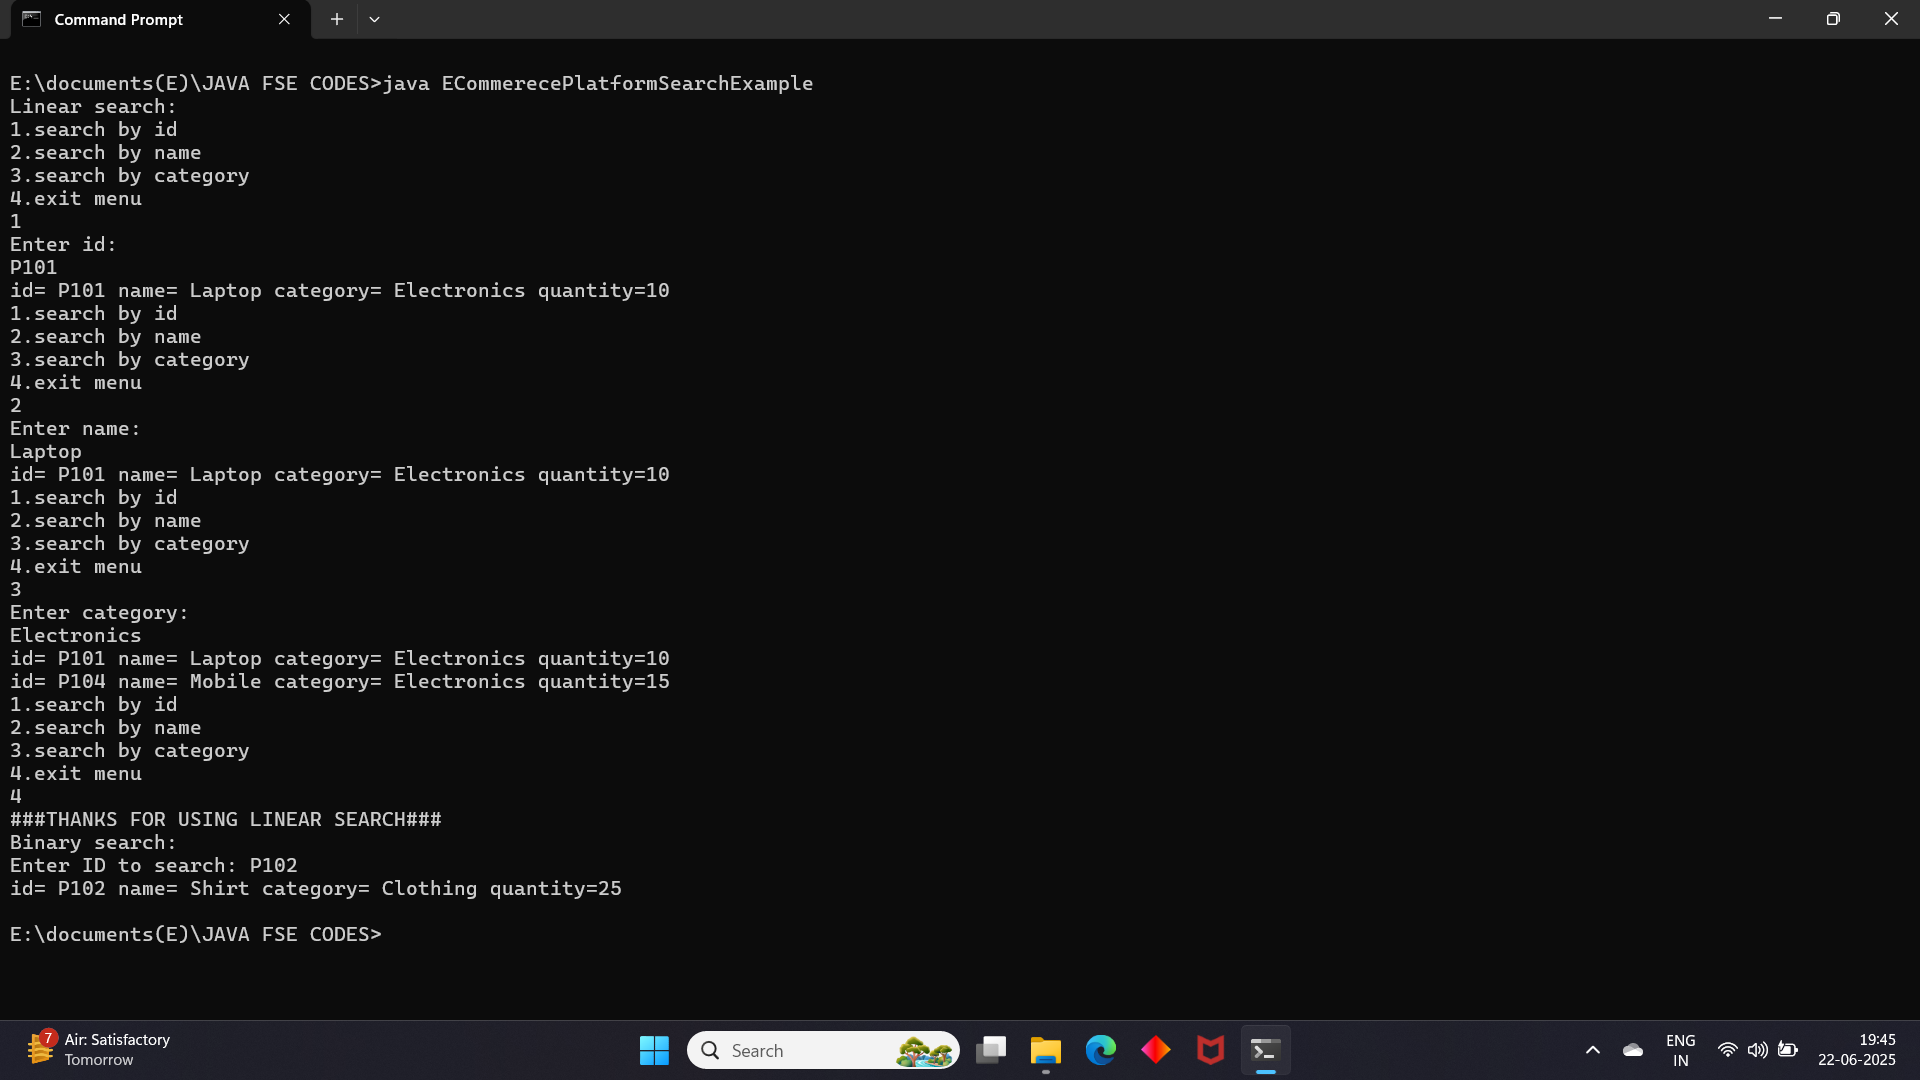 Command Prompt
E:\documents(E)\JAVA FSE CODES>java ECommerecePlatformSearchExample
Linear search:
1.search by id
2.search by name
3.search by category
4.exit menu
1
Enter id:
P101
id= P101 name= Laptop category= Electronics quantity=10
1.search by id
2.search by name
3.search by category
4.exit menu
2
Enter name:
Laptop
id= P101 name= Laptop category= Electronics quantity=10
1.search by id
2.search by name
3.search by category
4.exit menu
3
Enter category:
Electronics
id= P101 name= Laptop category= Electronics quantity=10
id= P104 name= Mobile category= Electronics quantity=15
1.search by id
2.search by name
3.search by category
4.exit menu
4
###THANKS FOR USING LINEAR SEARCH###
Binary search:
Enter ID to search: P102
id= P102 name= Shirt category= Clothing quantity=25
E:\documents(E)\JAVA FSE CODES>
7
Air: Satisfactory
Tomorrow
Search
ENG
IN
19:45
22-06-2025